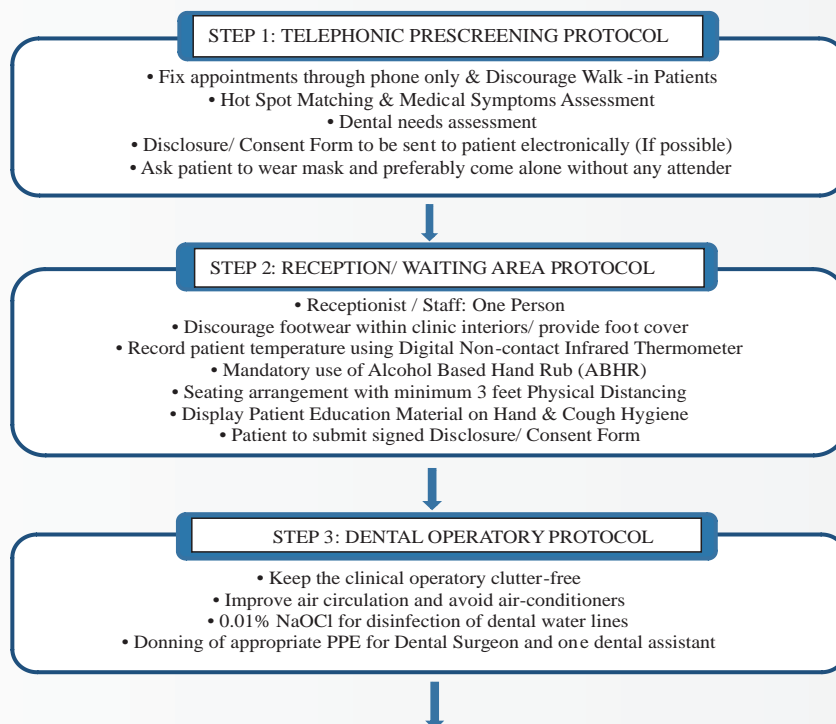 STEP 1: TELEPHONIC PRESCREENING PROTOCOL
• Fix appointments through phone only & Discourage Walk -in Patients
• Hot Spot Matching & Medical Symptoms Assessment
• Dental needs assessment
• Disclosure/ Consent Form to be sent to patient electronically (If possible)
• Ask patient to wear mask and preferably come alone without any attender
STEP 2: RECEPTION/ WAITING AREA PROTOCOL
• Receptionist / Staff: One Person
• Discourage footwear within clinic interiors/ provide foot cover
• Record patient temperature using Digital Non-contact Infrared Thermometer
• Mandatory use of Alcohol Based Hand Rub (ABHR)
• Seating arrangement with minimum 3 feet Physical Distancing
• Display Patient Education Material on Hand & Cough Hygiene
• Patient to submit signed Disclosure/ Consent Form
STEP 3: DENTAL OPERATORY PROTOCOL
• Keep the clinical operatory clutter-free
• Improve air circulation and avoid air-conditioners
• 0.01% NaOCl for disinfection of dental water lines
• Donning of appropriate PPE for Dental Surgeon and one dental assistant